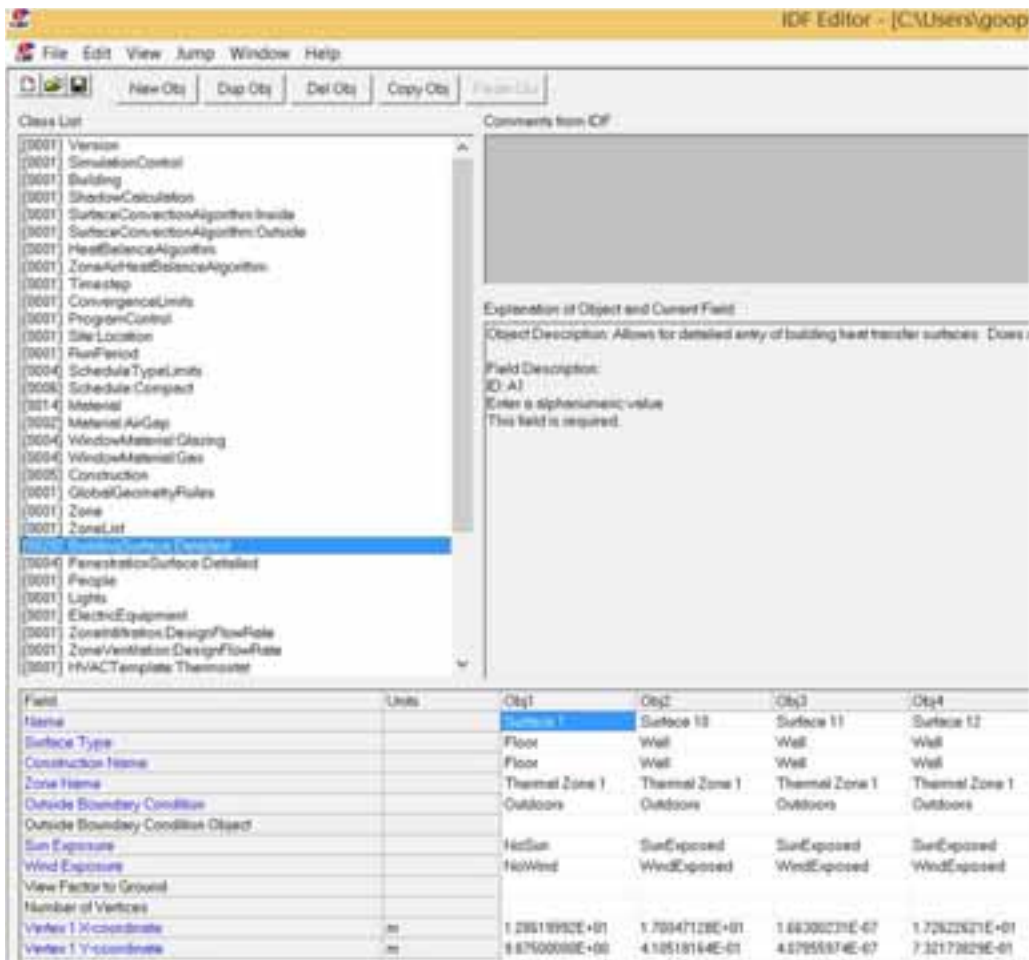 IDF Editor - [C:\Users\goop
File Edit View Jump Window Help
New Obj Dup Obj Del Obj Copy Obj
Class List
Comments from IDF
[0001] Version
[0001] SimulationControl
[0001] Building
[0001] ShadowCalculation
[0001] SurfaceConvectionAlgorithm:Inside
[0001] SurfaceConvectionAlgorithm:Outside
[0001] HeatBalanceAlgorithm
[0001] ZoneAirHeatBalanceAlgorithm
[0001] Timestep
[0001] ConvergenceLimits
[0001] ProgramControl
[0001] Site:Location
[0001] RunPeriod
[0004] ScheduleTypeLimits
[0006] Schedule:Compact
[0014] Material
[0002] Material:AirGap
[0004] WindowMaterial:Glazing
[0004] WindowMaterial:Gas
[0005] Construction
[0001] GlobalGeometryRules
[0001] Zone
[0001] ZoneList
BuildingSurface:Detailed
[0004] FenestrationSurface:Detailed
[0001] People
[0001] Lights
[0001] ElectricEquipment
[0001] ZoneInfiltration:DesignFlowRate
[0001] ZoneVentilation:DesignFlowRate
[0001] HVACTemplate:Thermostat
Explanation of Object and Current Field
Object Description: Allows for detailed entry of building heat transfer surfaces. Does
Field Description:
ID: A1
Enter a alphanumeric value
This field is required.
Field Units Obj1 Obj2 Obj3 Obj4
Name Surface 1 Surface 10 Surface 11 Surface 12
Surface Type Floor Wall Wall Wall
Construction Name Floor Wall Wall Wall
Zone Name Thermal Zone 1 Thermal Zone 1 Thermal Zone 1 Thermal Zone 1
Outside Boundary Condition Outdoors Outdoors Outdoors Outdoors
Outside Boundary Condition Object
Sun Exposure NoSun SunExposed SunExposed SunExposed
Wind Exposure NoWind WindExposed WindExposed WindExposed
View Factor to Ground
Number of Vertices
Vertex 1 X-coordinate m
Vertex 1 Y-coordinate m